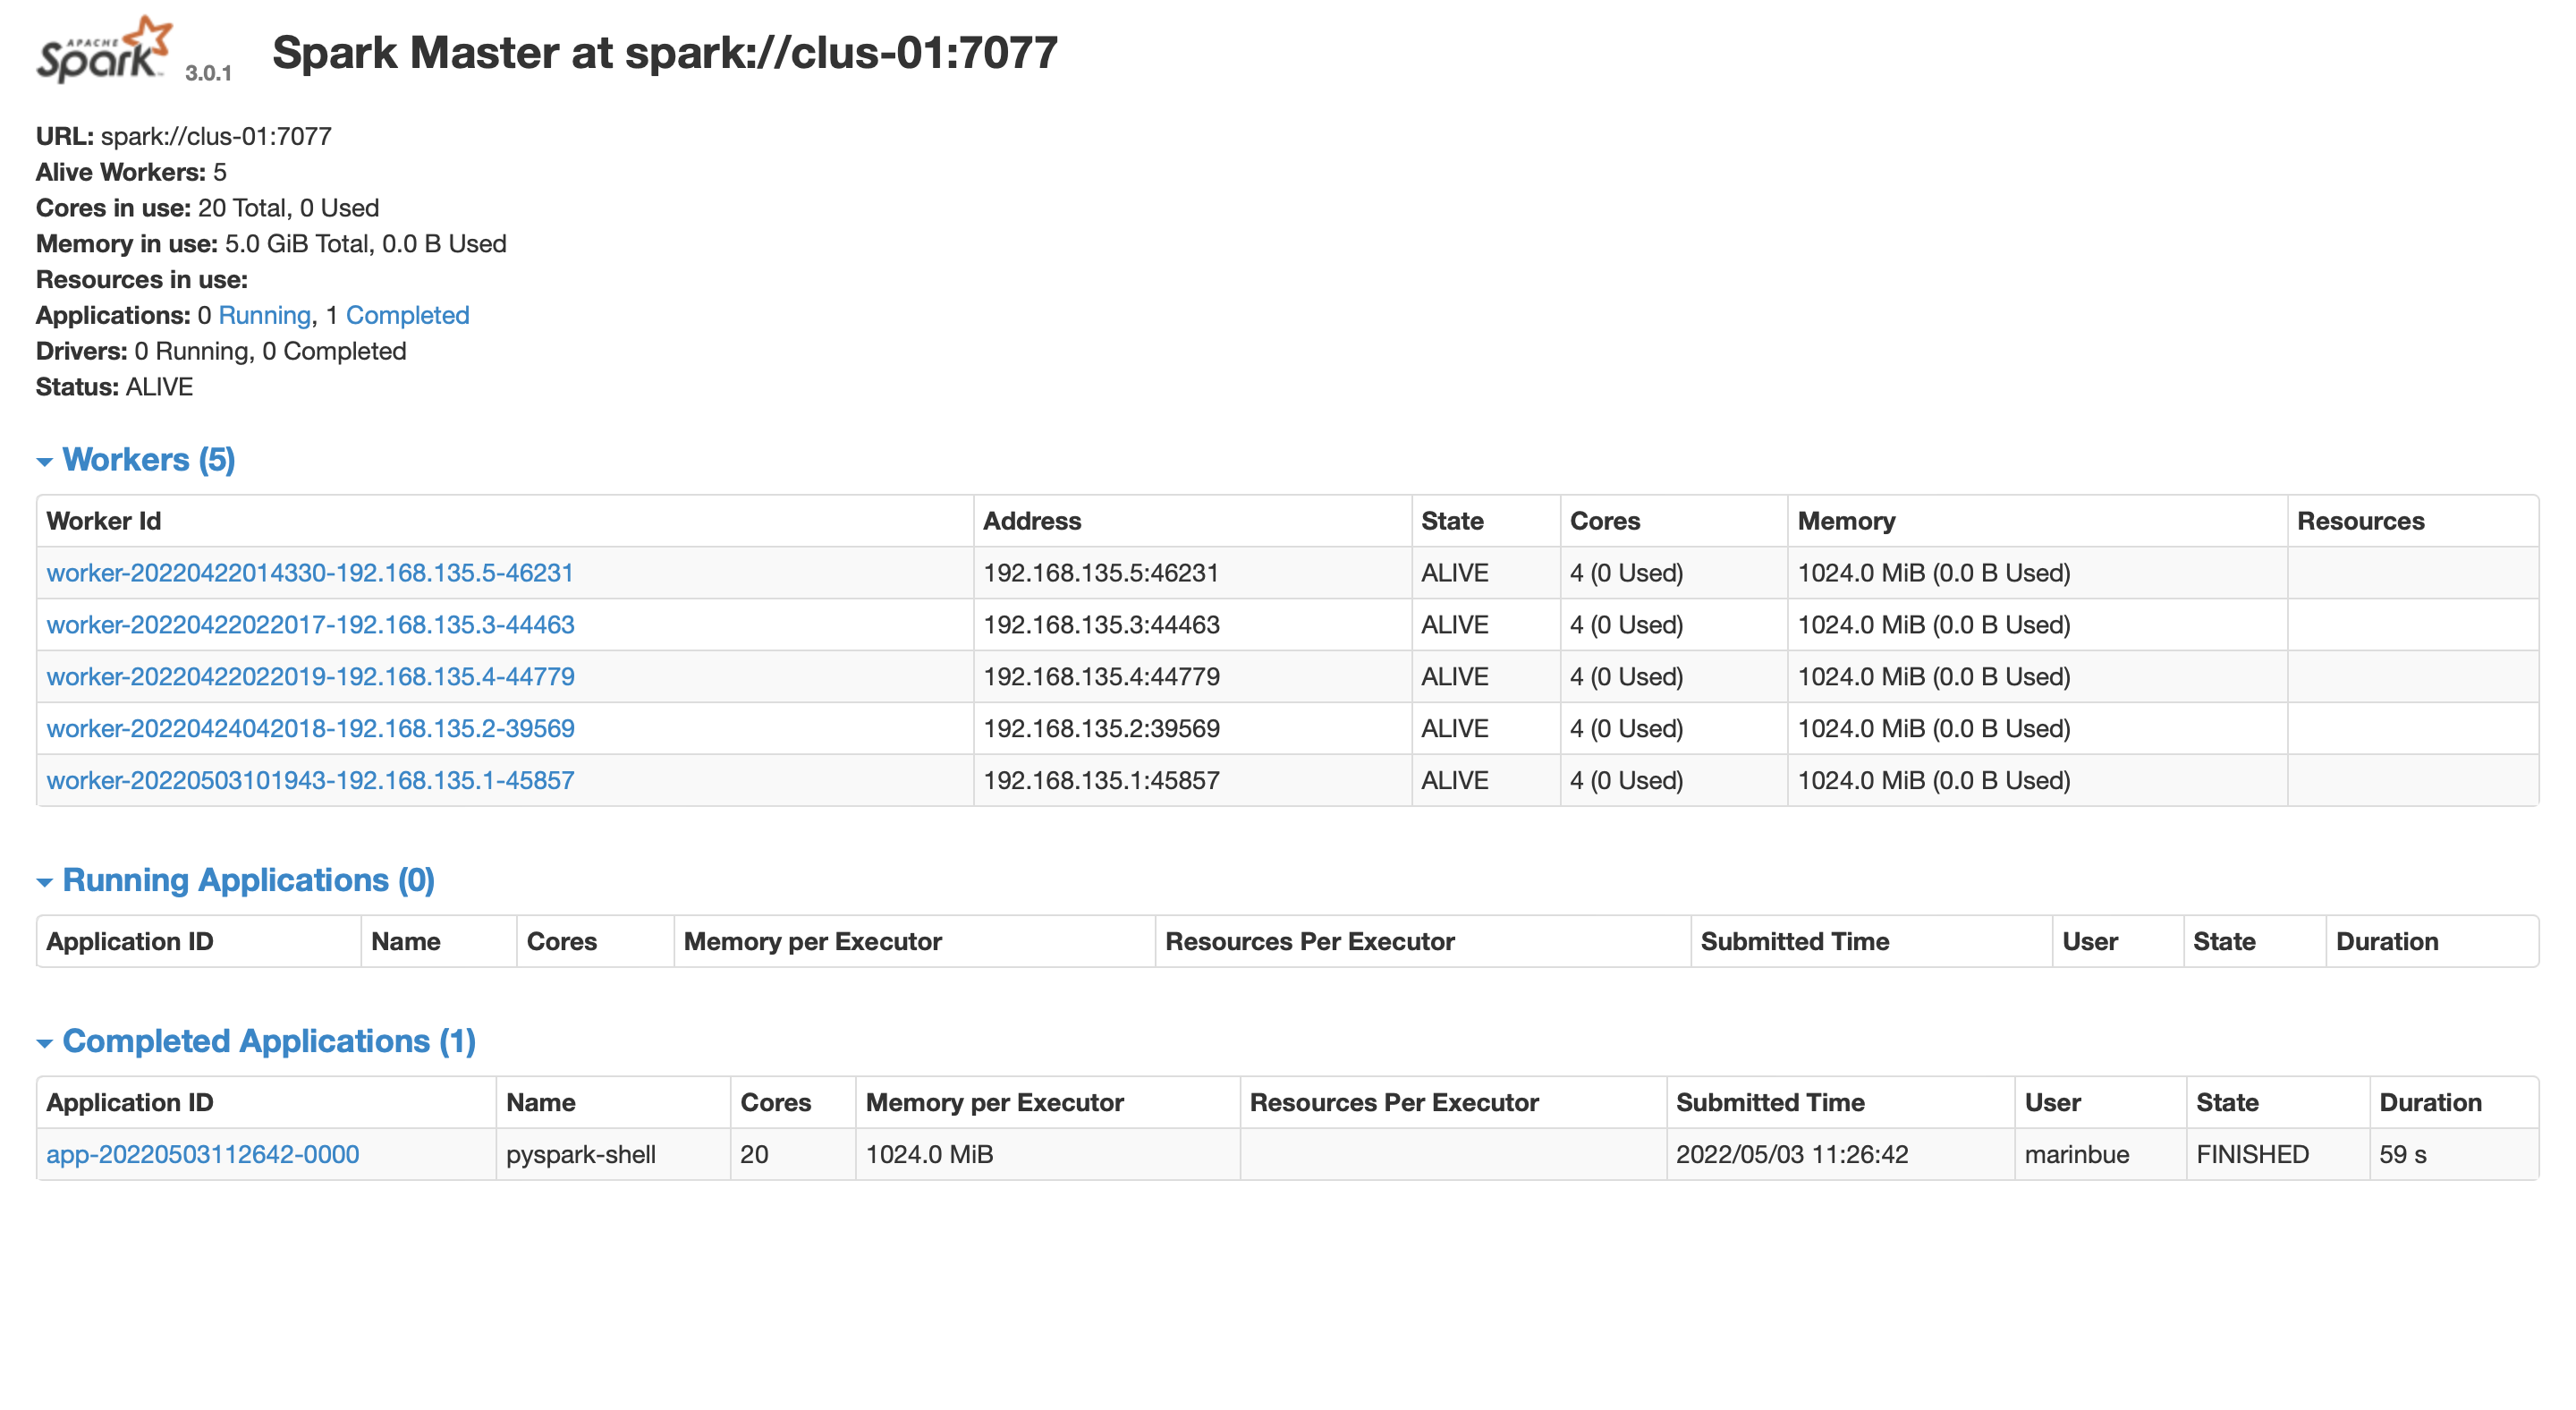 APACHE
Spark 3.0.1 Spark Master at spark://clus-01:7077
URL: spark://clus-01:7077
Alive Workers: 5
Cores in use: 20 Total, 0 Used
Memory in use: 5.0 GiB Total, 0.0 B Used
Resources in use:
Applications: 0 Running, 1 Completed
Drivers: 0 Running, 0 Completed
Status: ALIVE
Workers (5)
Worker Id Address State Cores Memory Resources
worker-20220422014330-192.168.135.5-46231 192.168.135.5:46231 ALIVE 4 (0 Used) 1024.0 MiB (0.0 B Used)
worker-20220422022017-192.168.135.3-44463 192.168.135.3:44463 ALIVE 4 (0 Used) 1024.0 MiB (0.0 B Used)
worker-20220422022019-192.168.135.4-44779 192.168.135.4:44779 ALIVE 4 (0 Used) 1024.0 MiB (0.0 B Used)
worker-20220424042018-192.168.135.2-39569 192.168.135.2:39569 ALIVE 4 (0 Used) 1024.0 MiB (0.0 B Used)
worker-20220503101943-192.168.135.1-45857 192.168.135.1:45857 ALIVE 4 (0 Used) 1024.0 MiB (0.0 B Used)
Running Applications (0)
Application ID Name Cores Memory per Executor Resources Per Executor Submitted Time User State Duration
Completed Applications (1)
Application ID Name Cores Memory per Executor Resources Per Executor Submitted Time User State Duration
app-20220503112642-0000 pyspark-shell 20 1024.0 MiB 2022/05/03 11:26:42 marinbue FINISHED 59 s